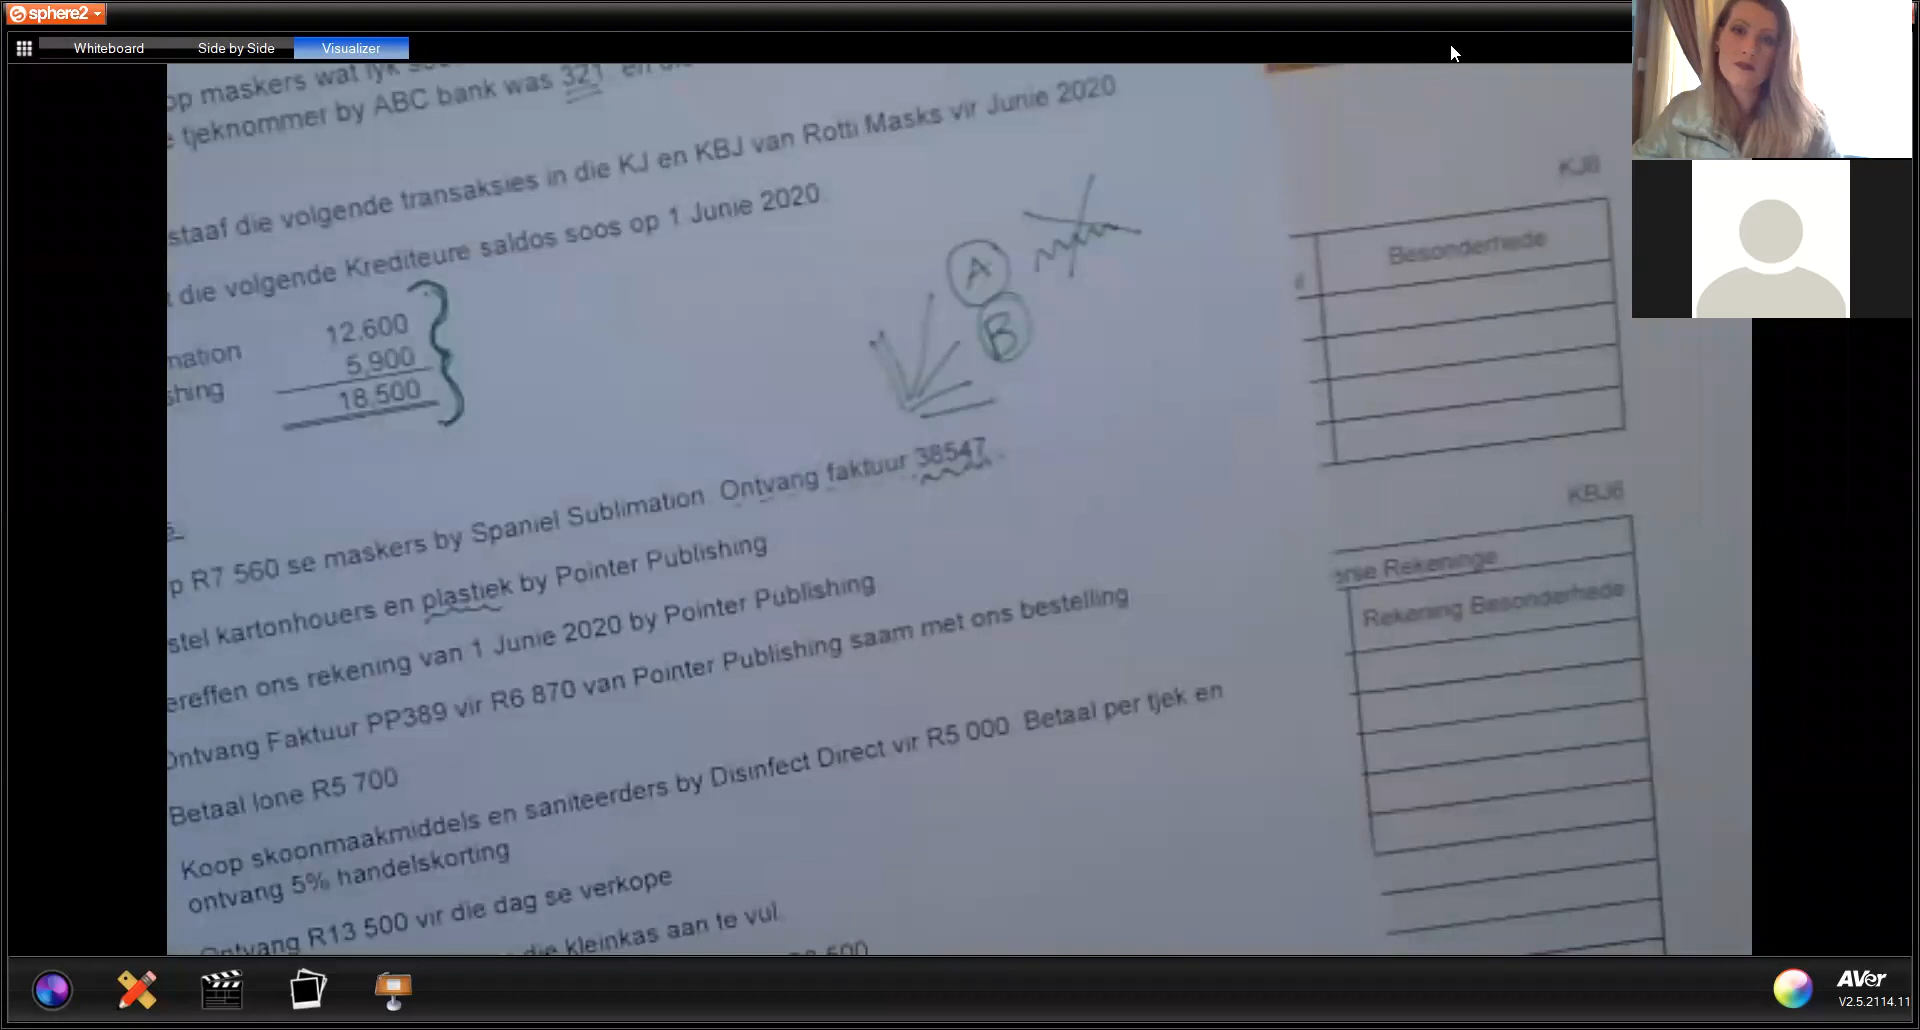 sphere2
Whiteboard Side by Side Visualizer
op maskers wat lyk
tjeknommer by ABC bank was 321 en die
staaf die volgende transaksies in die KJ en KBJ van Rotti Masks vir Junie 2020
die volgende Krediteure saldos soos op 1 Junie 2020.
mation 12,600
shing 5,900
18,500
A
B
p R7 560 se maskers by Spaniel Sublimation Ontvang faktuur 38547.
stel kartonhouers en plastiek by Pointer Publishing
ereffen ons rekening van 1 Junie 2020 by Pointer Publishing
Ontvang Faktuur PP389 vir R6 870 van Pointer Publishing saam met ons bestelling
Betaal lone R5 700
Koop skoonmaakmiddels en saniteerders by Disinfect Direct vir R5 000 Betaal per tjek en
ontvang 5% handelskorting
Ontvang R13 500 vir die dag se verkope
die kleinkas aan te vul.
KJ6
Besonderhede
KBJ6
Rekeninge
Rekening Besonderhede
AVer
V2.5.2114.11